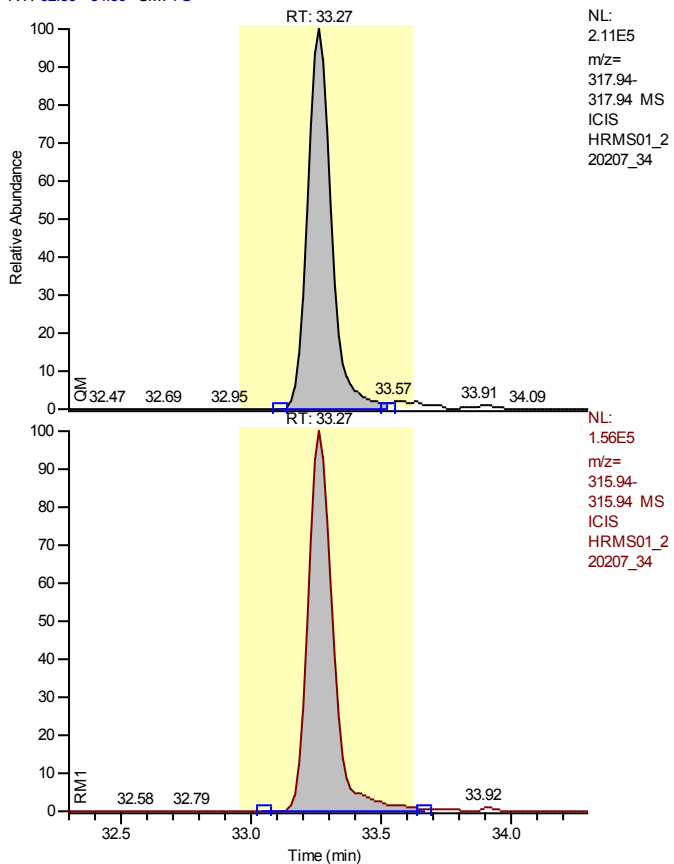 RT: 33.27
NL:
2.11E5
m/z=
317.94-
317.94 MS
ICIS
HRMS01_2
20207_34
100
90
80
70
60
50
40
30
20
10
0
Relative Abundance
QM
32.47 32.69 32.95 33.57 33.91 34.09
RT: 33.27
NL:
1.56E5
m/z=
315.94-
315.94 MS
ICIS
HRMS01_2
20207_34
100
90
80
70
60
50
40
30
20
10
0
RM1
32.58 32.79 33.92
32.5 33.0 33.5 34.0
Time (min)